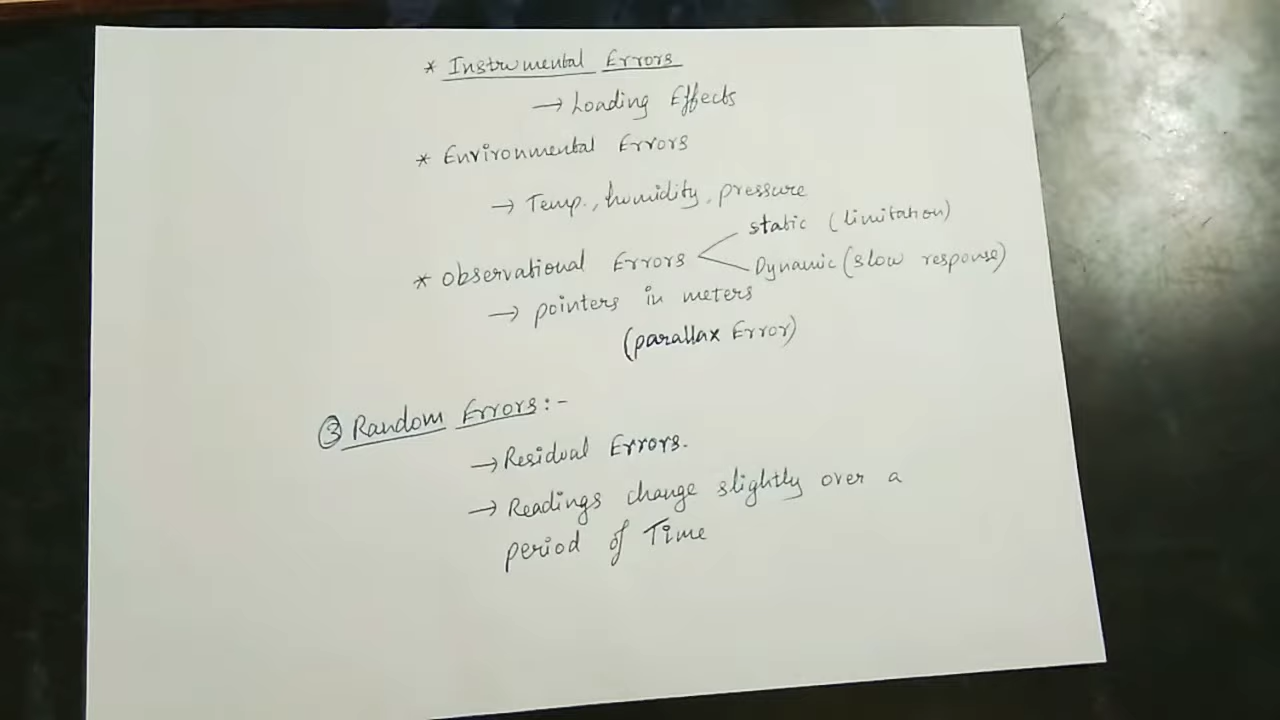 * Instrumental Errors
→ Loading Effects
* Environmental Errors
→ Temp., humidity, pressure
static (limitation)
* Observational Errors
Dynamic (slow response)
→ pointers in meters
(parallax Error)
③ Random Errors:-
→ Residual Errors.
→ Readings change slightly over a
period of Time